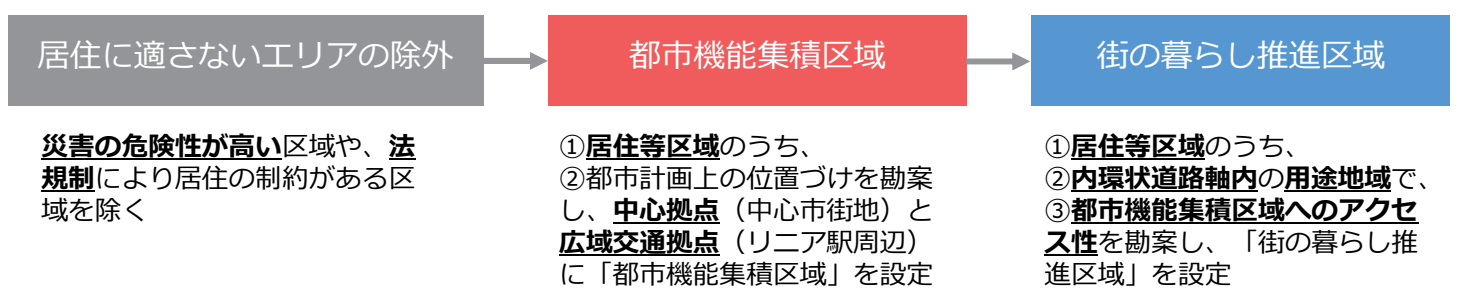 居住に適さないエリアの除外
都市機能集積区域
街の暮らし推進区域
災害の危険性が高い区域や、法
規制により居住の制約がある区
域を除く
①居住等区域のうち、
②都市計画上の位置づけを勘案
し、中心拠点（中心市街地）と
広域交通拠点（リニア駅周辺）
に「都市機能集積区域」を設定
①居住等区域のうち、
②内環状道路軸内の用途地域で、
③都市機能集積区域へのアクセ
ス性を勘案し、「街の暮らし推
進区域」を設定